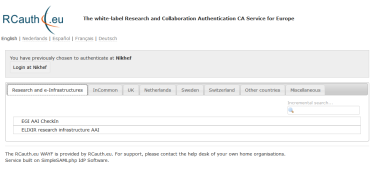 RCauth.eu
The white-label Research and Collaboration Authentication CA Service for Europe
English | Nederlands | Español | Français | Deutsch
You have previously chosen to authenticate at Nikhef
Login at Nikhef
Research and e-Infrastructures InCommon UK Netherlands Sweden Switzerland Other countries Miscellaneous
Incremental search...
EGI AAI CheckIn
ELIXIR research infrastructure AAI
The RCauth.eu WAYF is provided by RCauth.eu. For support, please contact the help desk of your own home organisations.
Service built on SimpleSAMLphp IdP Software.